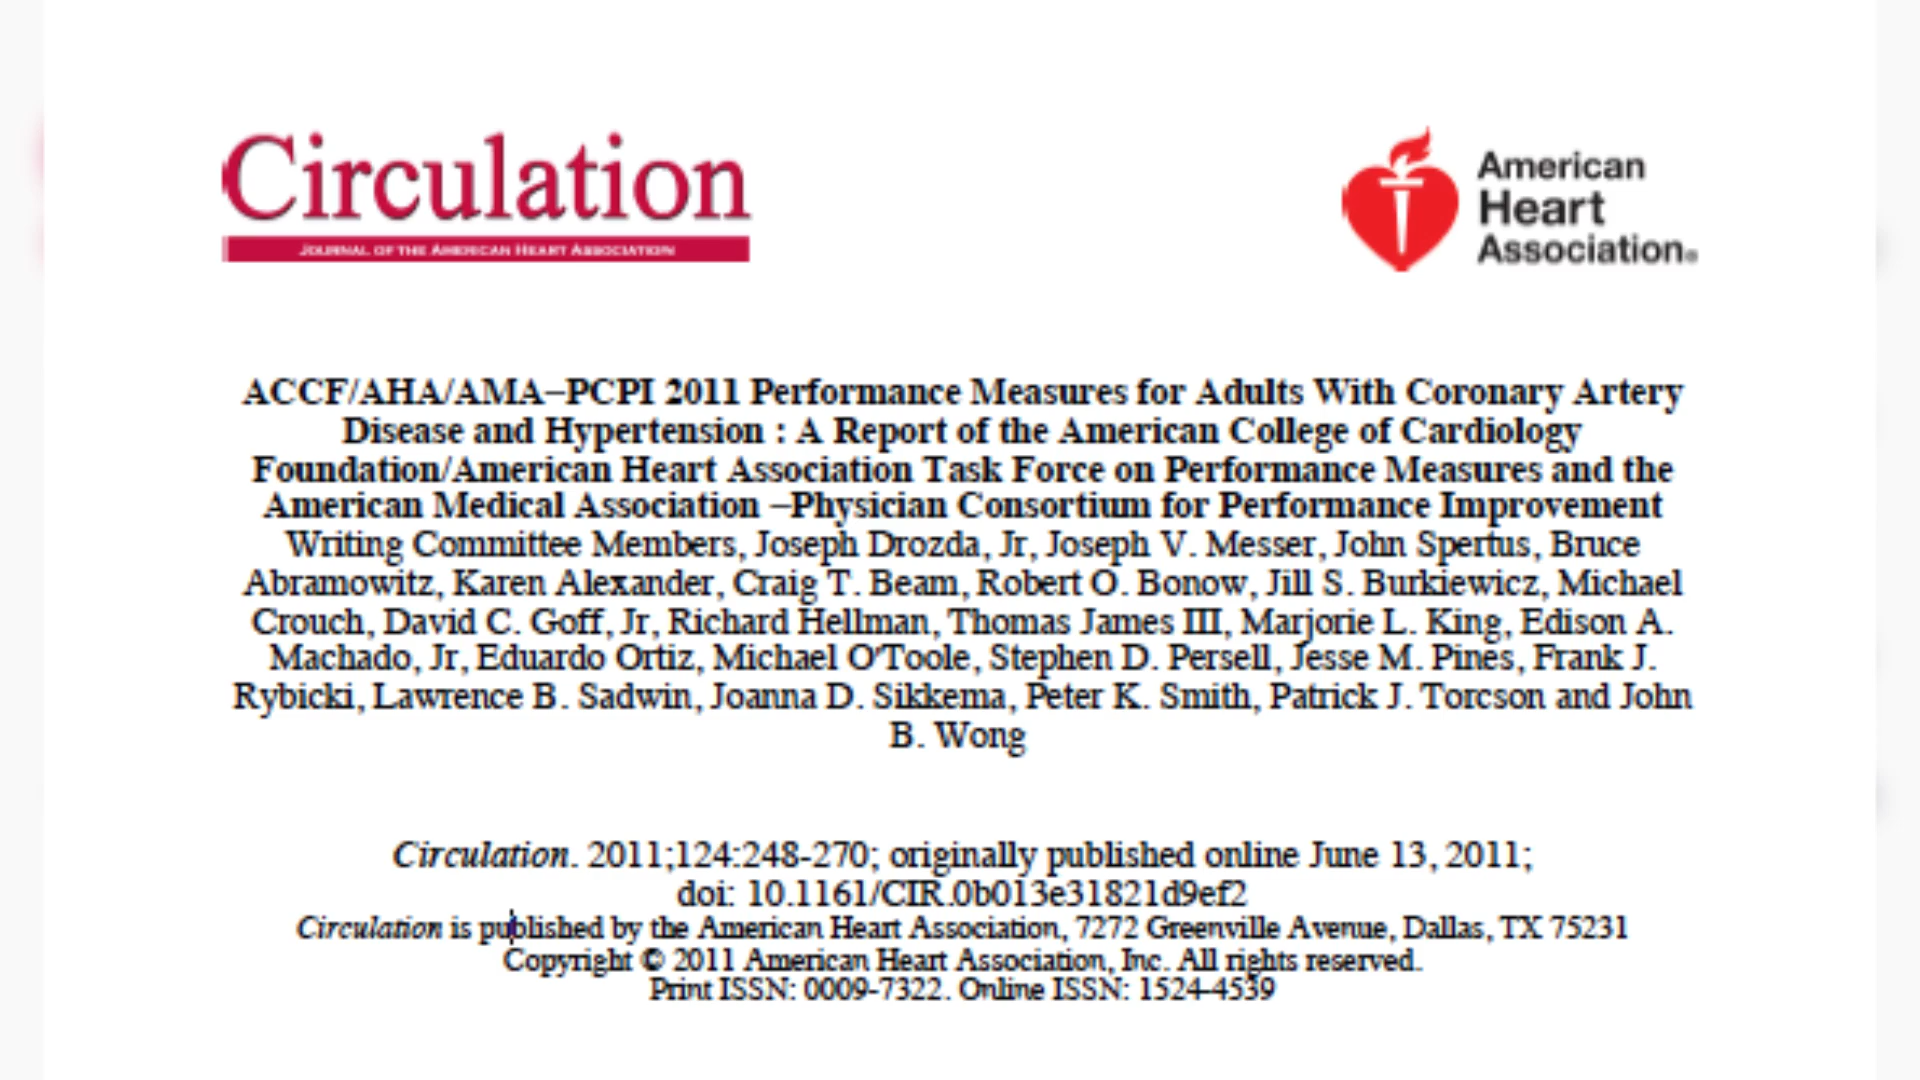 Circulation
JOURNAL OF THE AMERICAN HEART ASSOCIATION
American
Heart
Association®
ACCF/AHA/AMA–PCPI 2011 Performance Measures for Adults With Coronary Artery
Disease and Hypertension : A Report of the American College of Cardiology
Foundation/American Heart Association Task Force on Performance Measures and the
American Medical Association –Physician Consortium for Performance Improvement
Writing Committee Members, Joseph Drozda, Jr, Joseph V. Messer, John Spertus, Bruce
Abramowitz, Karen Alexander, Craig T. Beam, Robert O. Bonow, Jill S. Burkiewicz, Michael
Crouch, David C. Goff, Jr, Richard Hellman, Thomas James III, Marjorie L. King, Edison A.
Machado, Jr, Eduardo Ortiz, Michael O'Toole, Stephen D. Persell, Jesse M. Pines, Frank J.
Rybicki, Lawrence B. Sadwin, Joanna D. Sikkema, Peter K. Smith, Patrick J. Torcson and John
B. Wong
Circulation. 2011;124:248-270; originally published online June 13, 2011;
doi: 10.1161/CIR.0b013e31821d9ef2
Circulation is published by the American Heart Association, 7272 Greenville Avenue, Dallas, TX 75231
Copyright © 2011 American Heart Association, Inc. All rights reserved.
Print ISSN: 0009-7322. Online ISSN: 1524-4539